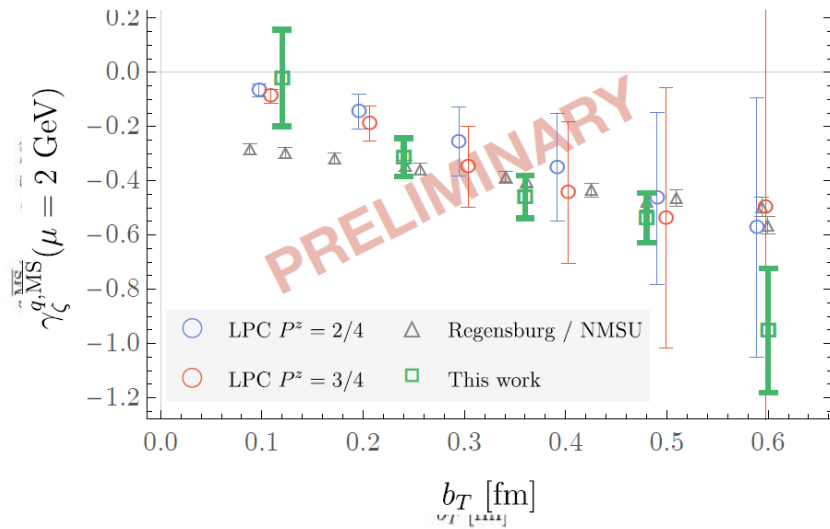 0.2
0.0
−0.2
−0.4
−0.6
−0.8
−1.0
−1.2
γ_ζ^{q,MS}(μ = 2 GeV)
PRELIMINARY
LPC P^z = 2/4
Regensburg / NMSU
LPC P^z = 3/4
This work
0.0 0.1 0.2 0.3 0.4 0.5 0.6
b_T [fm]